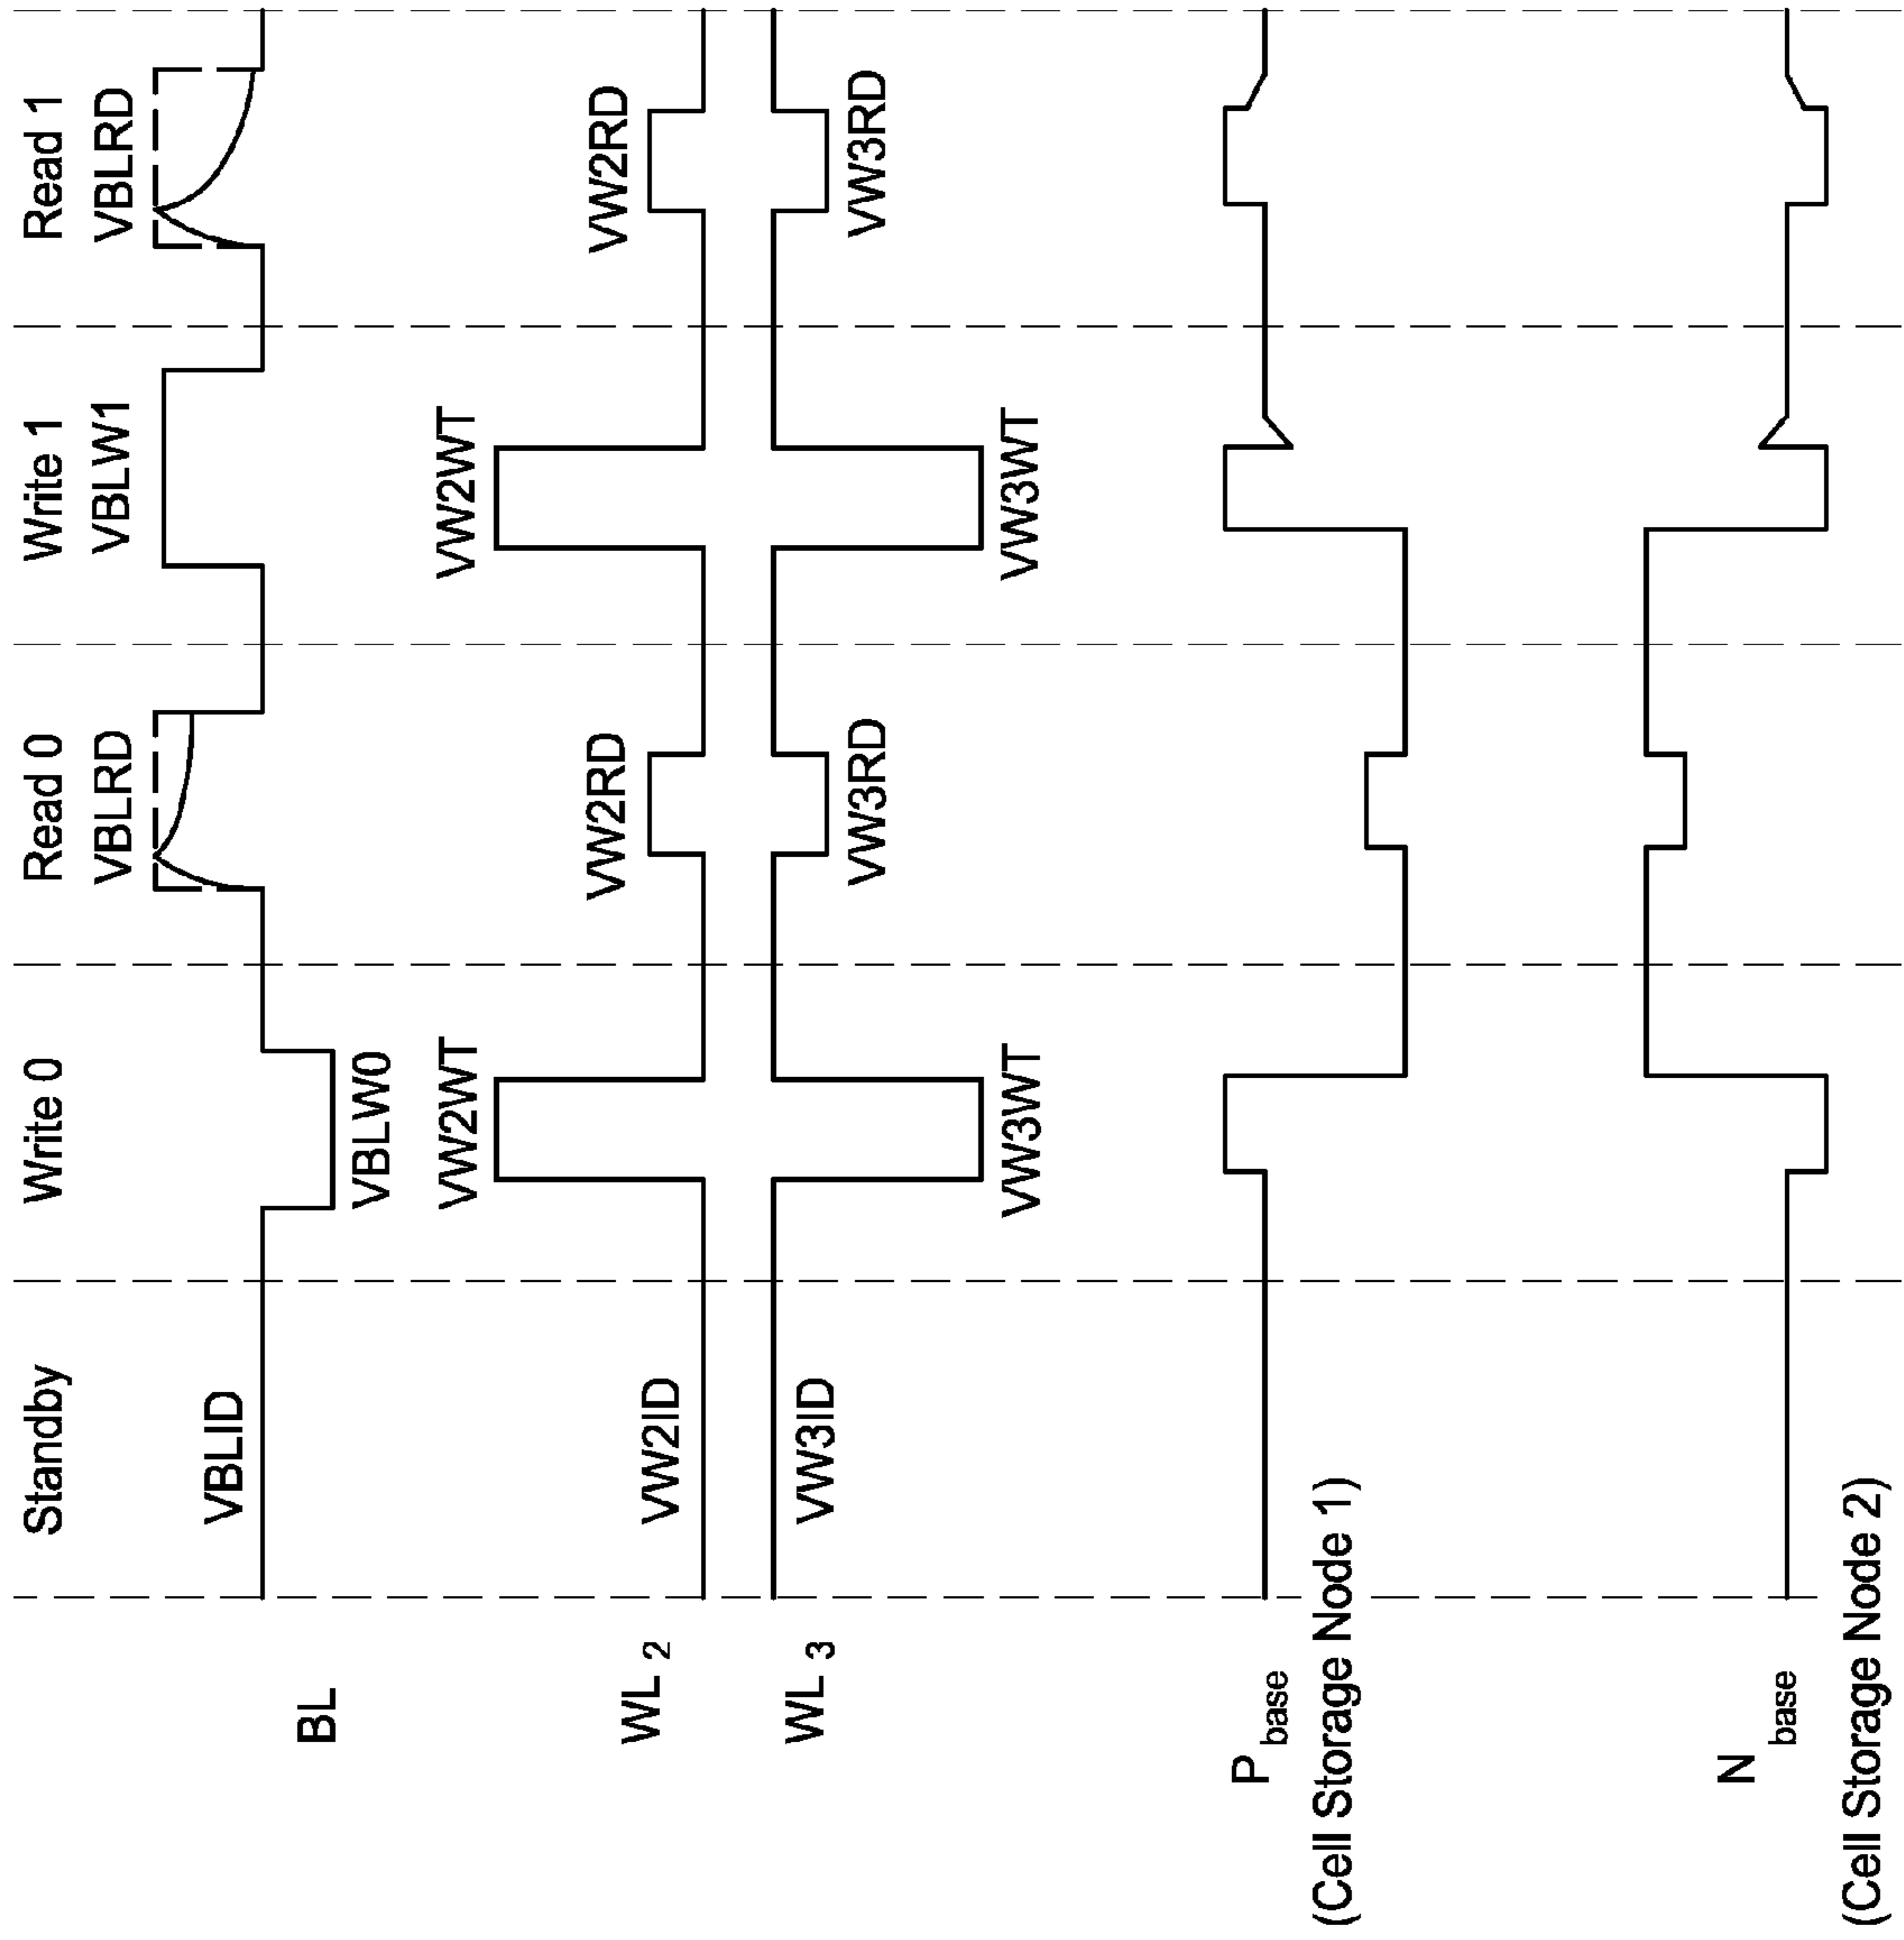 Standby
Write 0
Read 0
Write 1
Read 1
BL
VBLID
VBLW0
VBLRD
VBLW1
VBLRD
WL 2
VW2ID
VW2WT
VW2RD
VW2WT
VW2RD
WL 3
VW3ID
VW3WT
VW3RD
VW3WT
VW3RD
P base
(Cell Storage Node 1)
N base
(Cell Storage Node 2)